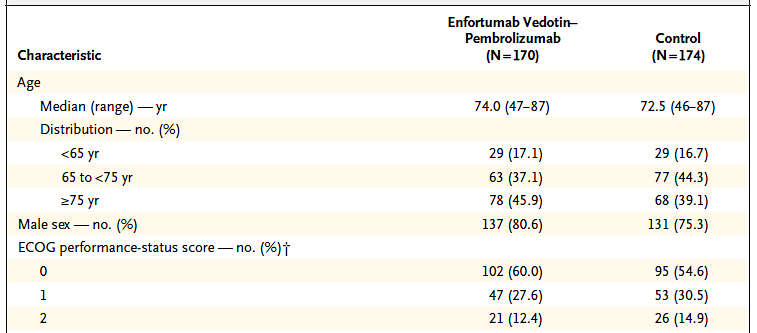 Characteristic Enfortumab Vedotin–Pembrolizumab (N=170) Control (N=174)
Age
Median (range) — yr 74.0 (47–87) 72.5 (46–87)
Distribution — no. (%)
<65 yr 29 (17.1) 29 (16.7)
65 to <75 yr 63 (37.1) 77 (44.3)
≥75 yr 78 (45.9) 68 (39.1)
Male sex — no. (%) 137 (80.6) 131 (75.3)
ECOG performance-status score — no. (%)†
0 102 (60.0) 95 (54.6)
1 47 (27.6) 53 (30.5)
2 21 (12.4) 26 (14.9)